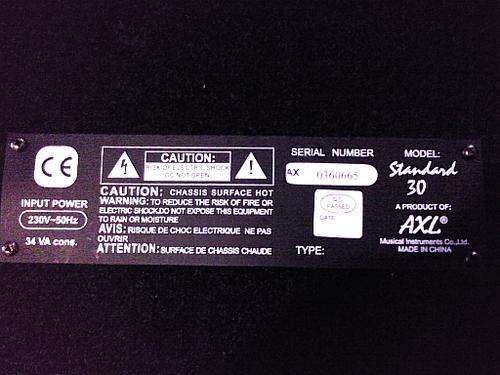 CE
INPUT POWER
230V~50Hz
34 VA cons.
CAUTION:
RISK OF ELECTRIC SHOCK
DO NOT OPEN
CAUTION: CHASSIS SURFACE HOT
WARNING: TO REDUCE THE RISK OF FIRE OR
ELECTRIC SHOCK.DO NOT EXPOSE THIS EQUIPMENT
TO RAIN OR MOISTURE
AVIS: RISQUE DE CHOC ELECTRIQUE NE PAS
OUVRIR
ATTENTION: SURFACE DE CHASSIS CHAUDE
SERIAL NUMBER
AX 0360665
PASSED
DATE
TYPE:
MODEL:
Standard
30
A PRODUCT OF:
AXL®
Musical Instruments Co.,Ltd.
MADE IN CHINA